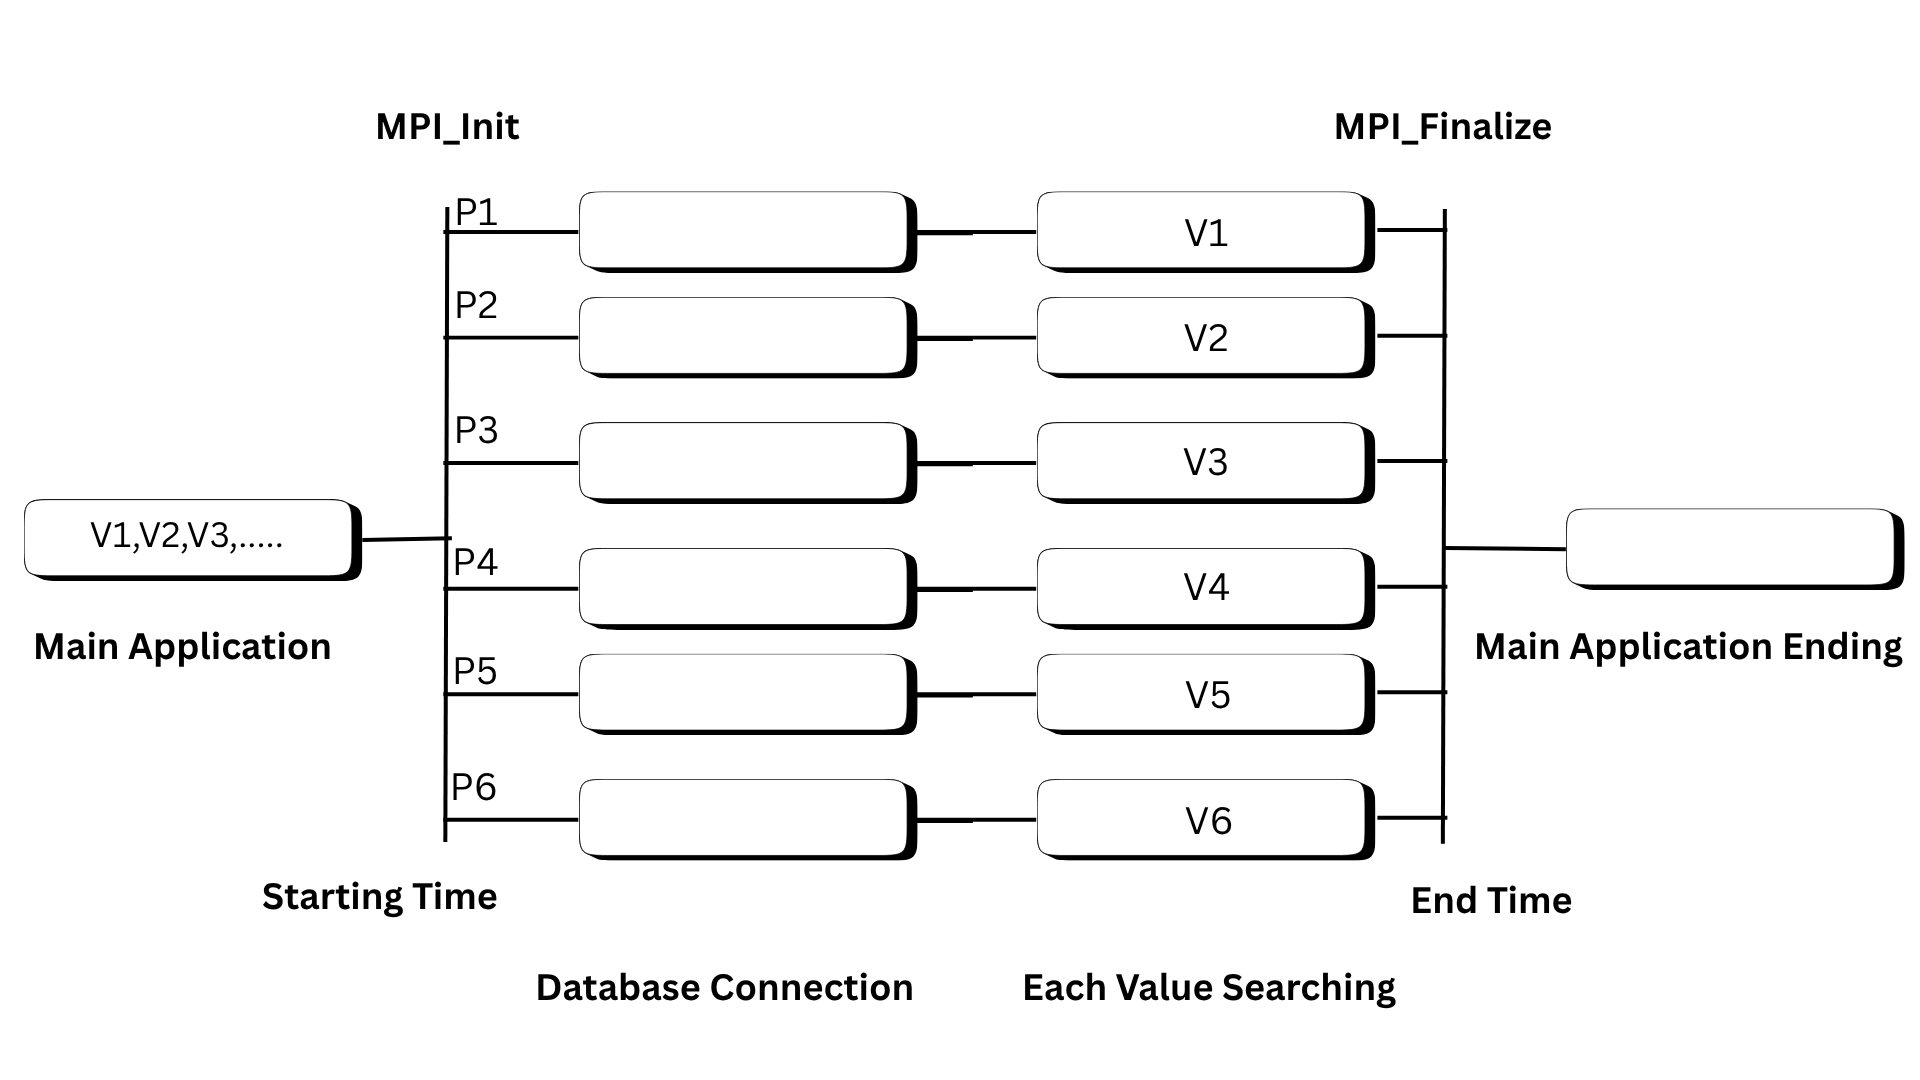 MPI_Init
MPI_Finalize
P1
V1
P2
V2
P3
V3
V1,V2,V3,.....
P4
V4
Main Application
Main Application Ending
P5
V5
P6
V6
Starting Time
End Time
Database Connection
Each Value Searching